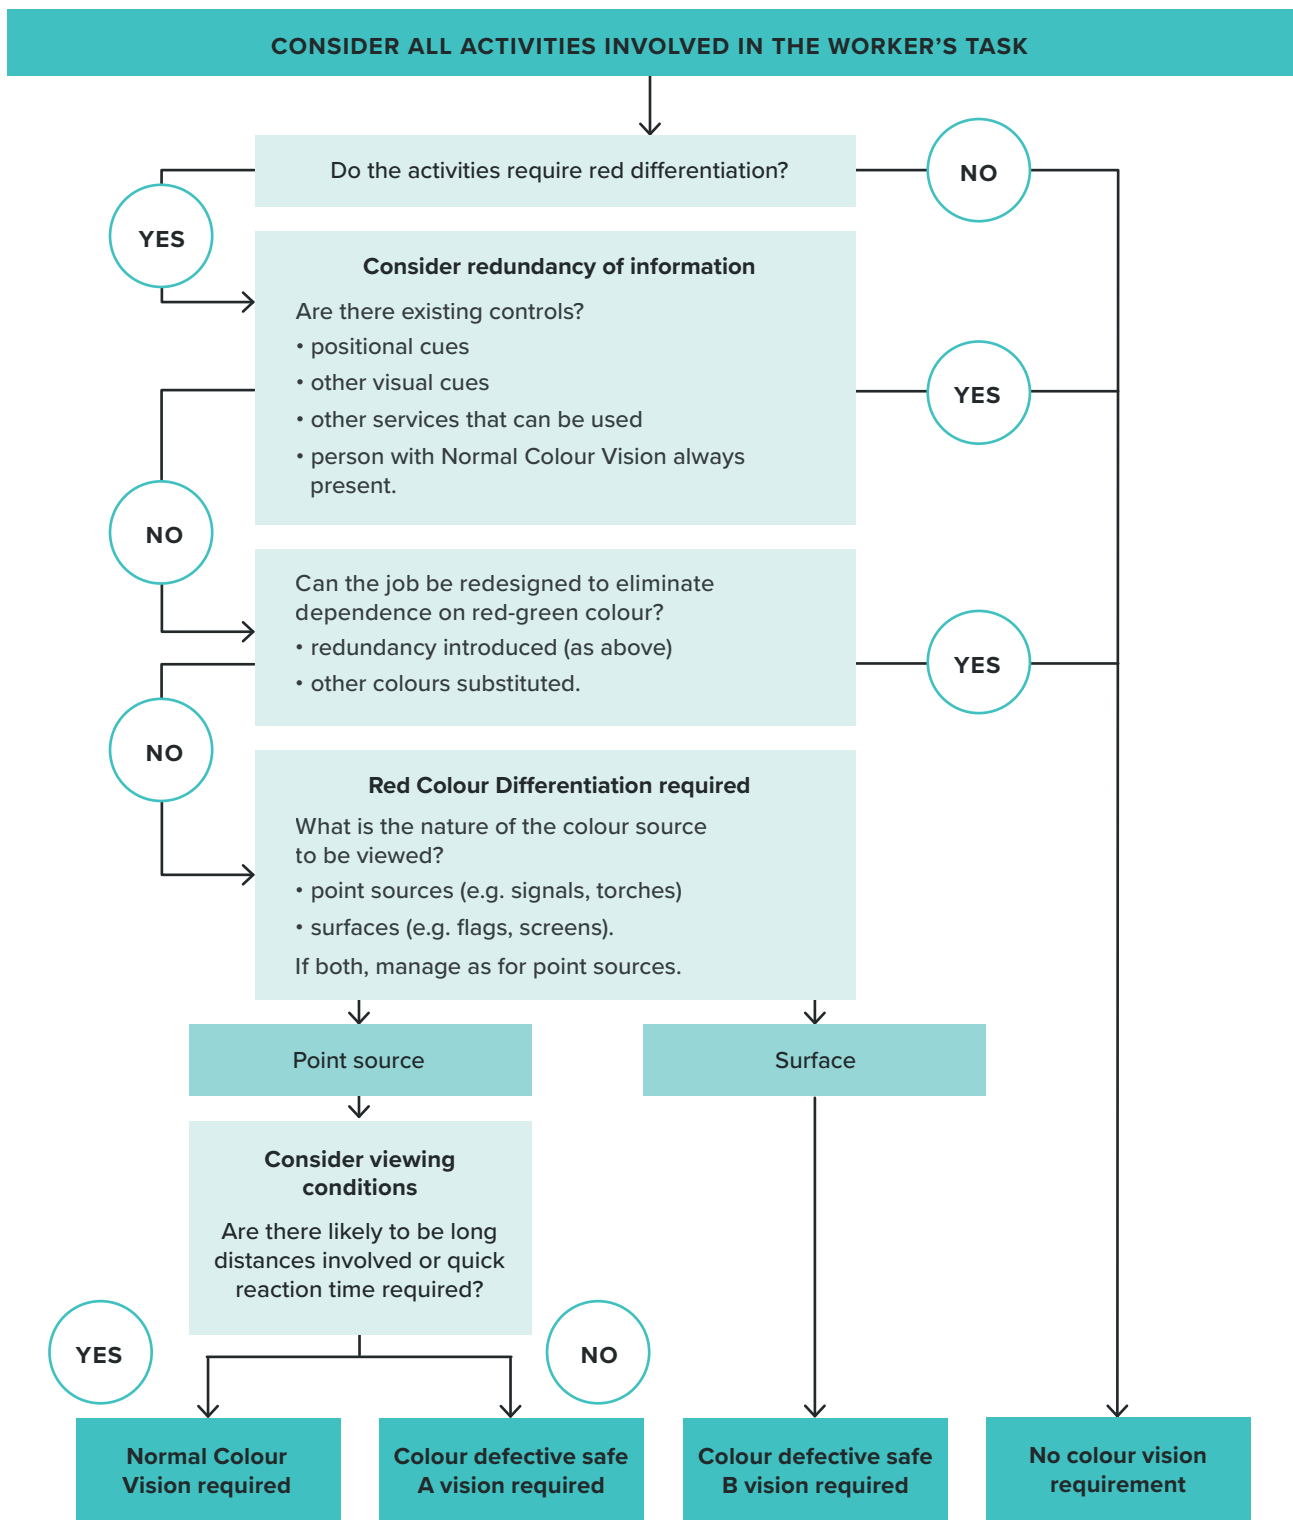 CONSIDER ALL ACTIVITIES INVOLVED IN THE WORKER’S TASK
Do the activities require red differentiation?
NO
YES
Consider redundancy of information
Are there existing controls?
• positional cues
• other visual cues
• other services that can be used
• person with Normal Colour Vision always
present.
YES
NO
Can the job be redesigned to eliminate
dependence on red-green colour?
• redundancy introduced (as above)
• other colours substituted.
YES
NO
Red Colour Differentiation required
What is the nature of the colour source
to be viewed?
• point sources (e.g. signals, torches)
• surfaces (e.g. flags, screens).
If both, manage as for point sources.
Point source
Surface
Consider viewing
conditions
Are there likely to be long
distances involved or quick
reaction time required?
YES
NO
Normal Colour
Vision required
Colour defective safe
A vision required
Colour defective safe
B vision required
No colour vision
requirement